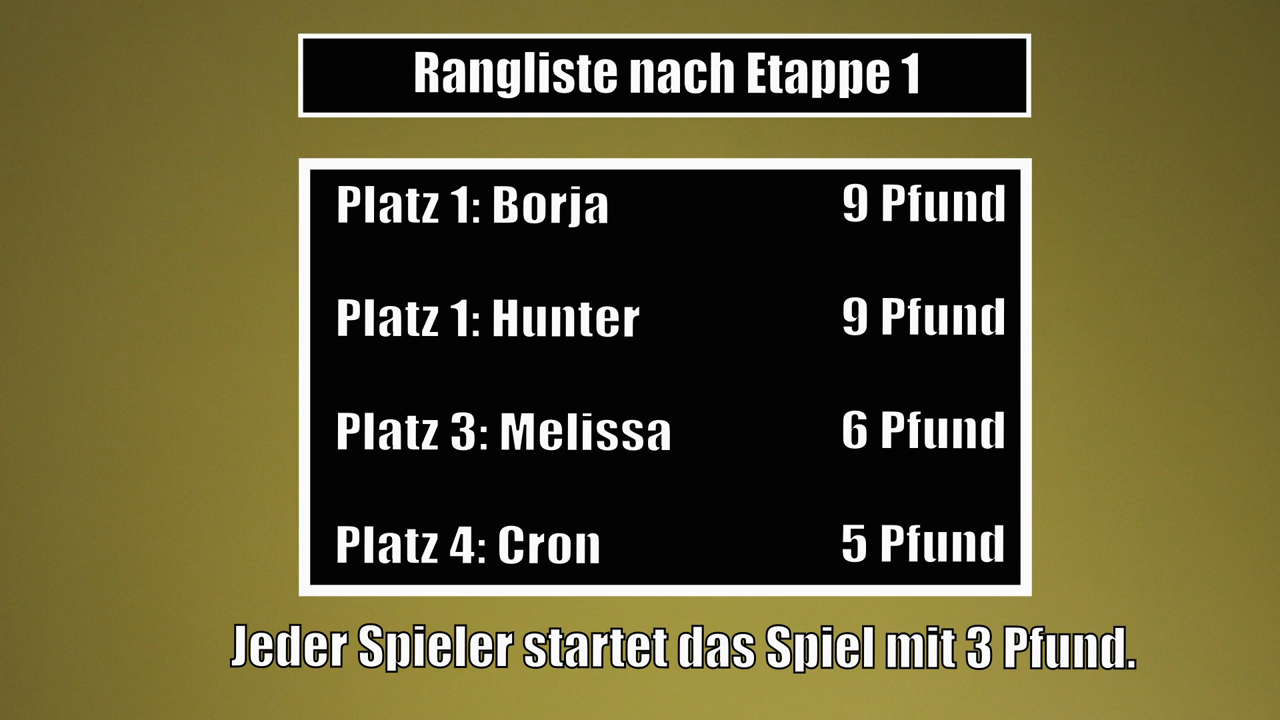 Rangliste nach Etappe 1
Platz 1: Borja 9 Pfund
Platz 1: Hunter 9 Pfund
Platz 3: Melissa 6 Pfund
Platz 4: Cron 5 Pfund
Jeder Spieler startet das Spiel mit 3 Pfund.